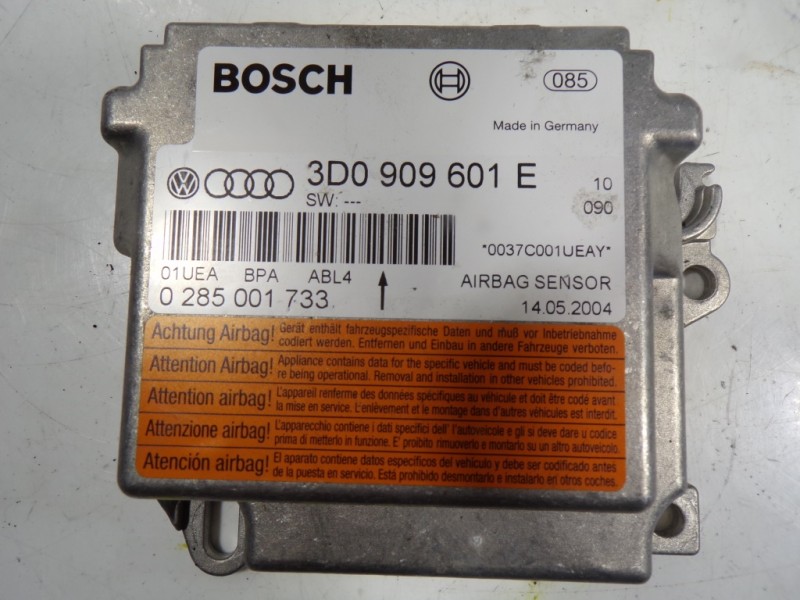 BOSCH
085
Made in Germany
3D0 909 601 E
10
SW: ---
090
*0037C001UEAY*
01UEA BPA ABL4
AIRBAG SENSOR
0 285 001 733
14.05.2004
Achtung Airbag! Gerät enthält fahrzeugspezifische Daten und muß vor Inbetriebnahme
codiert werden. Entfernen und Einbau in andere Fahrzeuge verboten.
Attention Airbag! Appliance contains data for the specific vehicle and must be coded befo-
re being operational. Removal and installation in other vehicles prohibited.
Attention airbag! L'appareil renferme des données spécifiques au véhicule et doit être codé avant
la mise en service. L'enlèvement et le montage dans d'autres véhicules est interdit.
Attenzione airbag! L'apparecchio contiene i dati specifici dell' autoveicolo e gli si deve dare u codice
prima di metterlo in funzione. E' proibito rimuoverlo e montarlo su un altro autoveicolo.
Atención airbag! El aparato contiene datos especificos del vehículo y debe ser codificado antes
de la puesta en servicio. Está prohibido desmontarlo e instalarlo en otros coches.